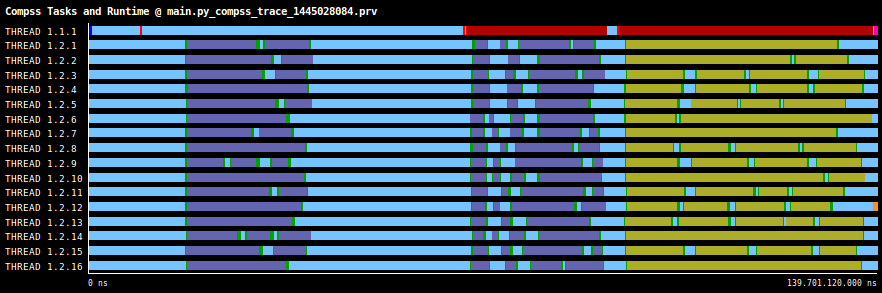 Compss Tasks and Runtime @ main.py_compss_trace_1445028084.prv
THREAD 1.1.1
THREAD 1.2.1
THREAD 1.2.2
THREAD 1.2.3
THREAD 1.2.4
THREAD 1.2.5
THREAD 1.2.6
THREAD 1.2.7
THREAD 1.2.8
THREAD 1.2.9
THREAD 1.2.10
THREAD 1.2.11
THREAD 1.2.12
THREAD 1.2.13
THREAD 1.2.14
THREAD 1.2.15
THREAD 1.2.16
0 ns 139.701.120.000 ns